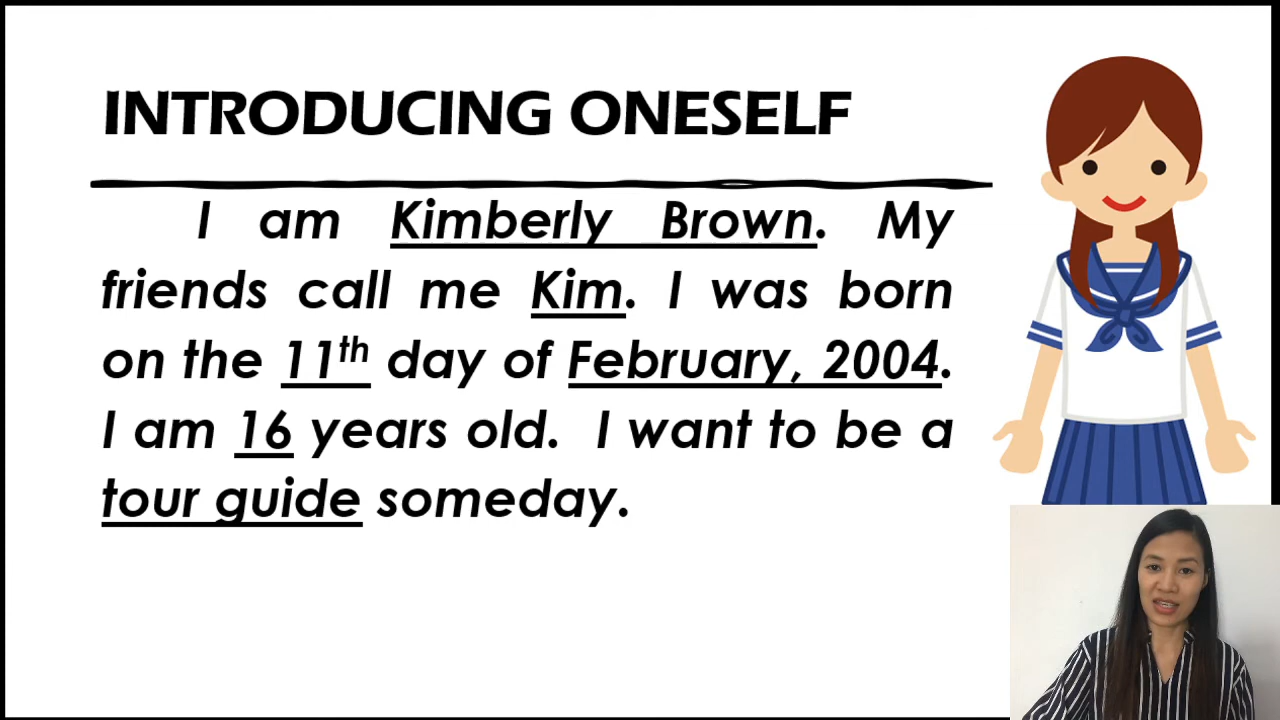 INTRODUCING ONESELF
I am Kimberly Brown. My
friends call me Kim. I was born
on the 11th day of February, 2004.
I am 16 years old. I want to be a
tour guide someday.